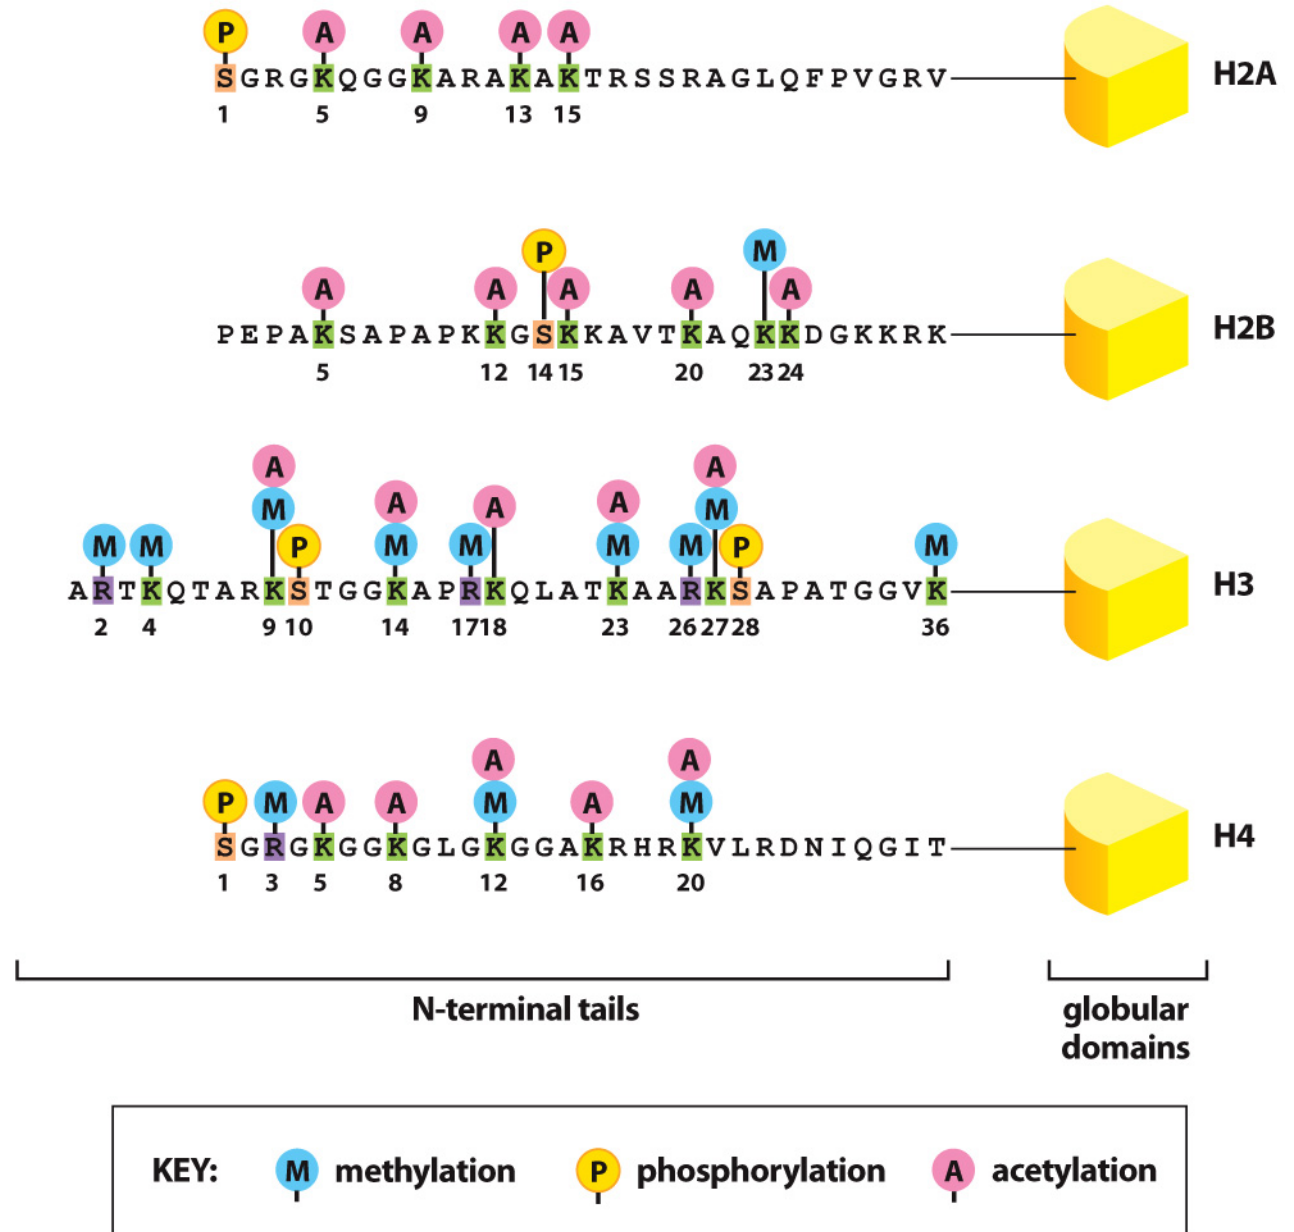 P A A A A
SGRGKQGGKARAKAKTRSSRAGLQFPVGRV H2A
1 5 9 13 15
P M
A A A A A
PEPAKSAPAPKKGSKKAVTKAQKKDGKKRK H2B
5 12 14 15 20 23 24
A A
A M A A M
M M P M M M M P M
ARTKQTARKSTGGKAPRKQLATKAARKSAPATGGVK H3
2 4 9 10 14 17 18 23 26 27 28 36
A A
P M A A M A M
SGRGKGGKGLGKGGAKRHRKVLRDNIQGIT H4
1 3 5 8 12 16 20
N-terminal tails globular
domains
KEY: M methylation P phosphorylation A acetylation